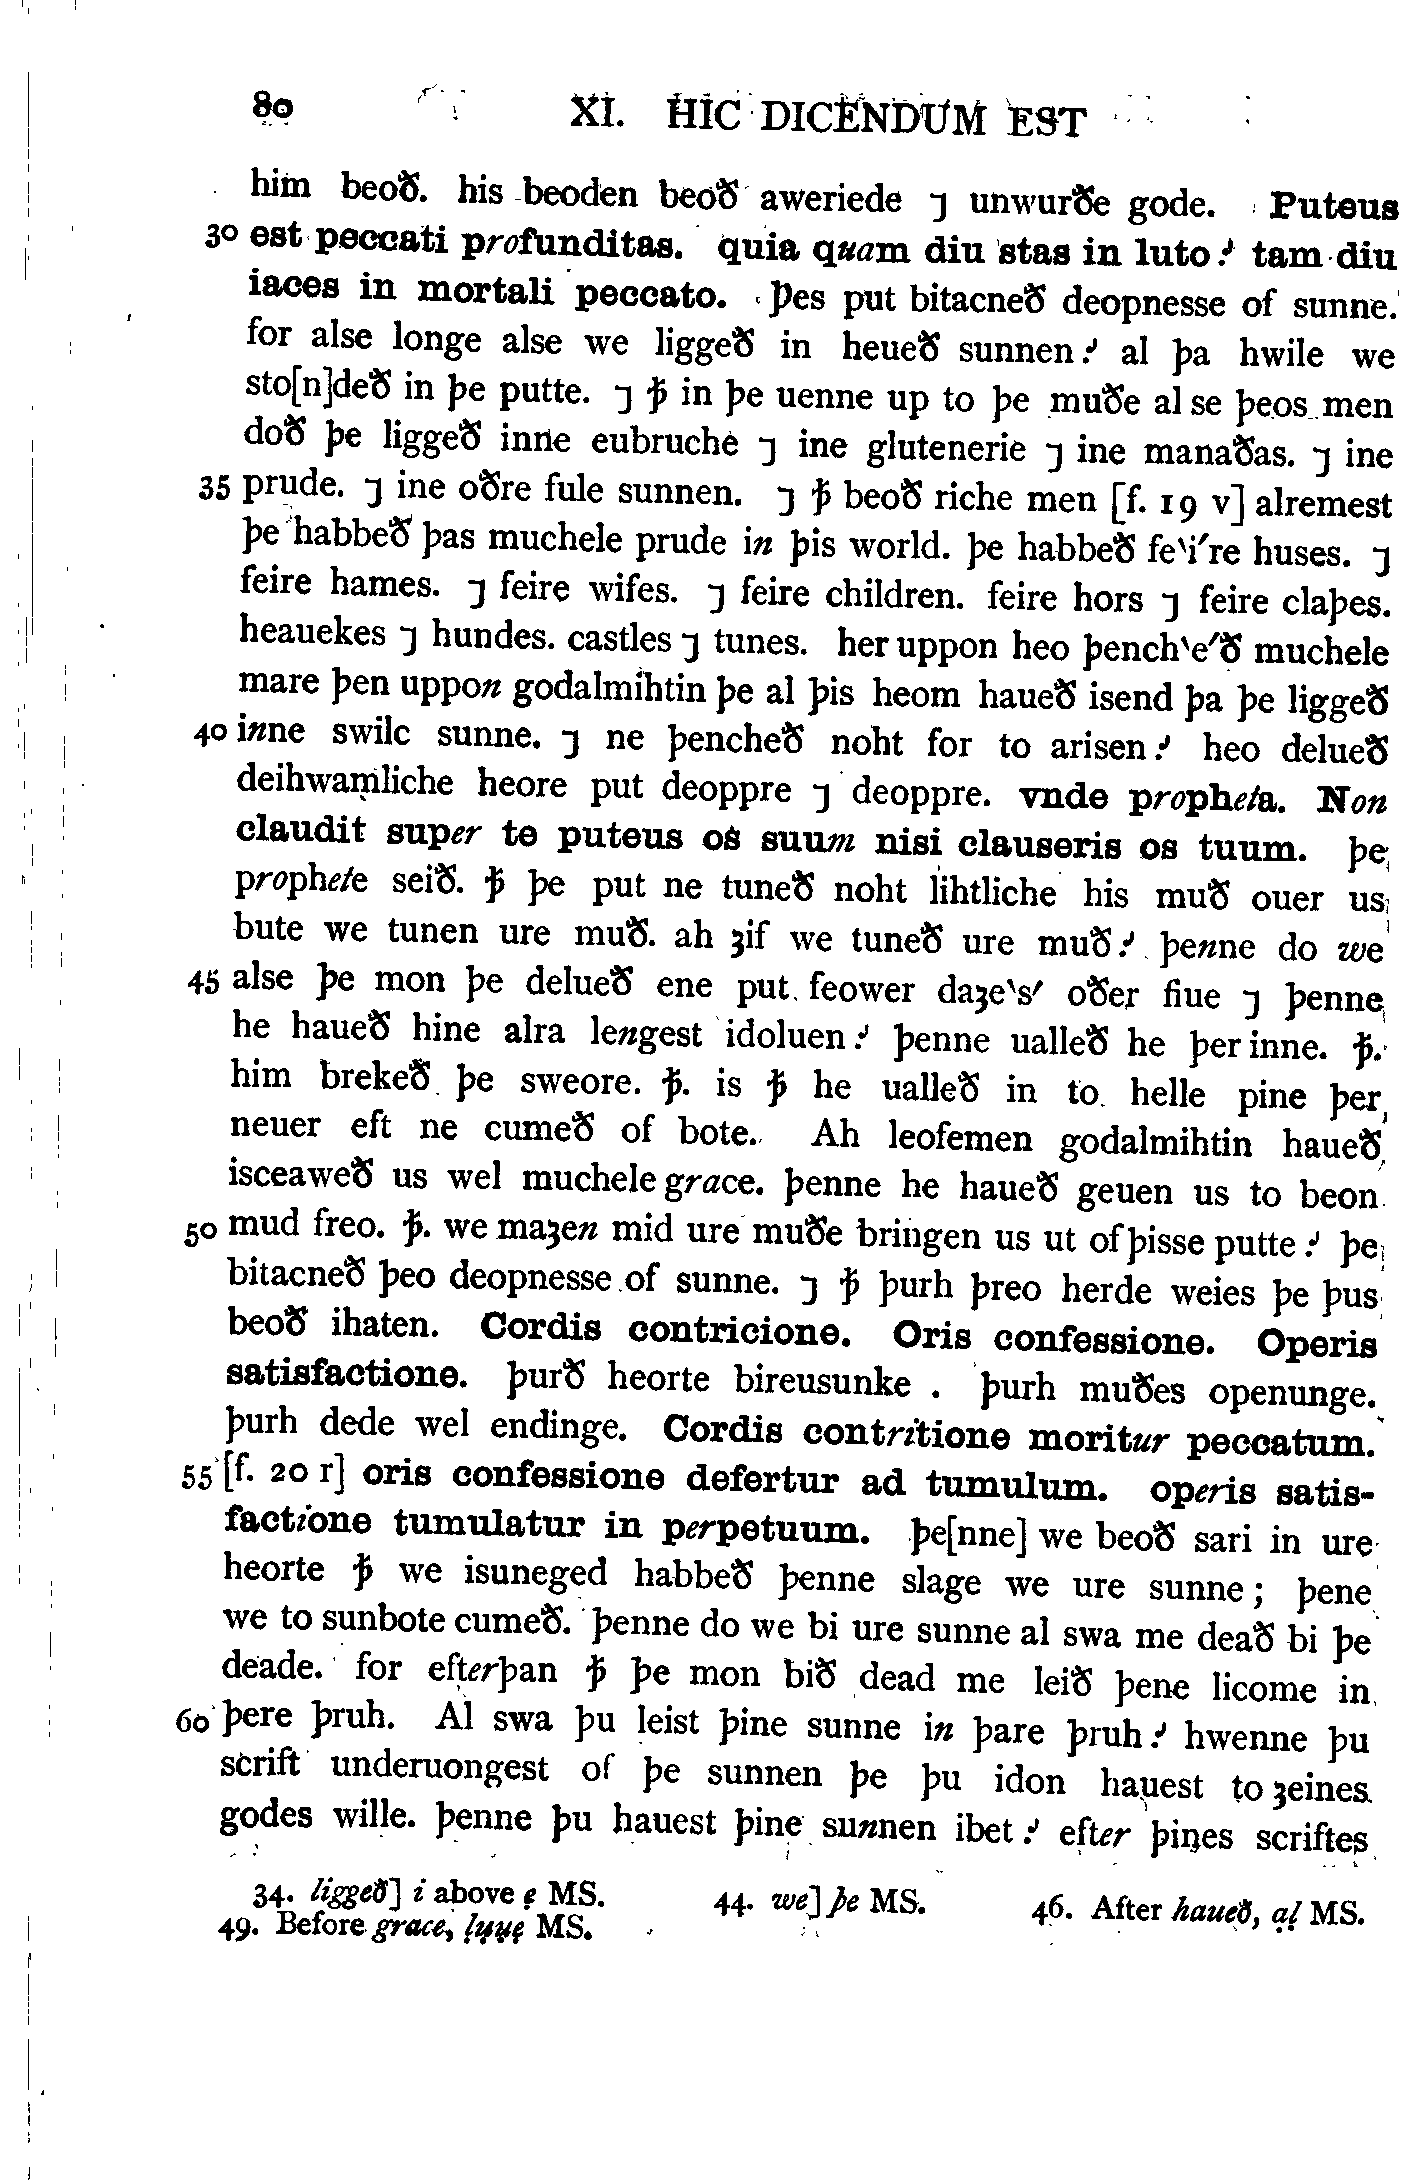 80 XI. HIC DICENDUM EST
him beoð. his beoden beoð aweriede ⁊ unwurðe gode. Puteus
30 est peccati profunditas. quia quam diu stas in luto⹎ tam diu
iaces in mortali peccato. þes put bitacneð deopnesse of sunne.
for alse longe alse we liggeð in heueð sunnen⹎ al þa hwile we
sto[n]deð in þe putte. ⁊ ꝥ in þe uenne up to þe muðe al se þeos men
doð þe liggeð inne eubruche ⁊ ine glutenerie ⁊ ine manaðas. ⁊ ine
35 prude. ⁊ ine oðre fule sunnen. ⁊ ꝥ beoð riche men [f. 19 v] alremest
þe habbeð þas muchele prude in þis world. þe habbeð fe‵i′re huses. ⁊
feire hames. ⁊ feire wifes. ⁊ feire children. feire hors ⁊ feire claþes.
heauekes ⁊ hundes. castles ⁊ tunes. her uppon heo þench‵e′ð muchele
mare þen uppon godalmihtin þe al þis heom haueð isend þa þe liggeð
40 inne swilc sunne. ⁊ ne þencheð noht for to arisen⹎ heo delueð
deihwaṃliche heore put deoppre ⁊ deoppre. vnde propheta. Non
claudit super te puteus os suum nisi clauseris os tuum. þe
prophete seið. ꝥ þe put ne tuneð noht lihtliche his muð ouer us
bute we tunen ure muð. ah ȝif we tuneð ure muð⹎ þenne do we
45 alse þe mon þe delueð ene put feower daȝe‵s′ oðer fiue ⁊ þenne
he haueð hine alra lengest idoluen⹎ þenne ualleð he þer inne. ꝥ.
him brekeð þe sweore. ꝥ. is ꝥ he ualleð in to helle pine þer
neuer eft ne cumeð of bote. Ah leofemen godalmihtin haueð
isceaweð us wel muchele grace. þenne he haueð geuen us to beon
50 mud freo. ꝥ. we maȝen mid ure muðe bringen us ut of þisse putte⹎ þe
bitacneð þeo deopnesse of sunne. ⁊ ꝥ þurh þreo herde weies þe þus
beoð ihaten. Cordis contricione. Oris confessione. Operis
satisfactione. þurð heorte bireusunke . þurh muðes openunge.
þurh dede wel endinge. Cordis contritione moritur peccatum.
55 [f. 20 r] oris confessione defertur ad tumulum. operis satis-
factione tumulatur in perpetuum. þe[nne] we beoð sari in ure
heorte ꝥ we isuneged habbeð þenne slage we ure sunne; þene
we to sunbote cumeð. þenne do we bi ure sunne al swa me deað bi þe
deade. for efterþan ꝥ þe mon bið dead me leið þene licome in
60 þere þruh. Al swa þu leist þine sunne in þare þruh⹎ hwenne þu
scrift underuongest of þe sunnen þe þu idon hauest to ȝeines
godes wille. þenne þu hauest þine sunnen ibet⹎ efter þines scriftes
34. liggeð] i above ẹ MS. 44. we] þe MS. 46. After haueð, ạḷ MS.
49. Before grace, ḷụụẹ MS.